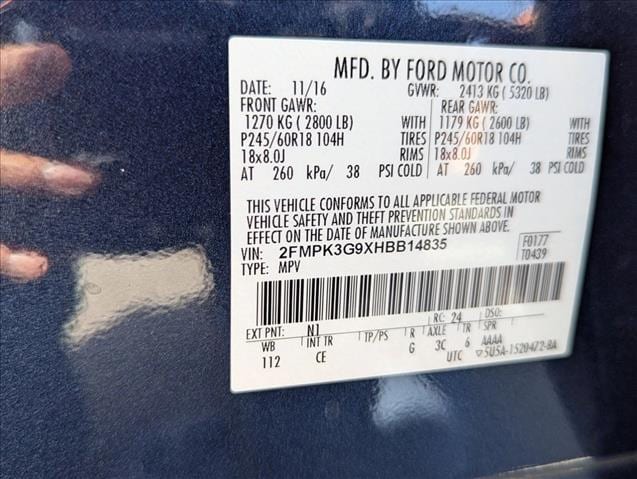 MFD. BY FORD MOTOR CO.
DATE: 11/16 GVWR: 2413 KG ( 5320 LB)
FRONT GAWR: REAR GAWR:
1270 KG ( 2800 LB) WITH 1179 KG ( 2600 LB) WITH
P245/60R18 104H TIRES P245/60R18 104H TIRES
18x8.0J RIMS 18x8.0J RIMS
AT 260 kPa/ 38 PSI COLD AT 260 kPa/ 38 PSI COLD
THIS VEHICLE CONFORMS TO ALL APPLICABLE FEDERAL MOTOR
VEHICLE SAFETY AND THEFT PREVENTION STANDARDS IN
EFFECT ON THE DATE OF MANUFACTURE SHOWN ABOVE.
VIN: 2FMPK3G9XHBB14835 F0177
TYPE: MPV T0439
EXT PNT: N1 RC: 24 DSO:
WB INT TR TP/PS R AXLE TR SPR
112 CE G 3C 6 AAAA
UTC ▽5U5A-1520472-BA